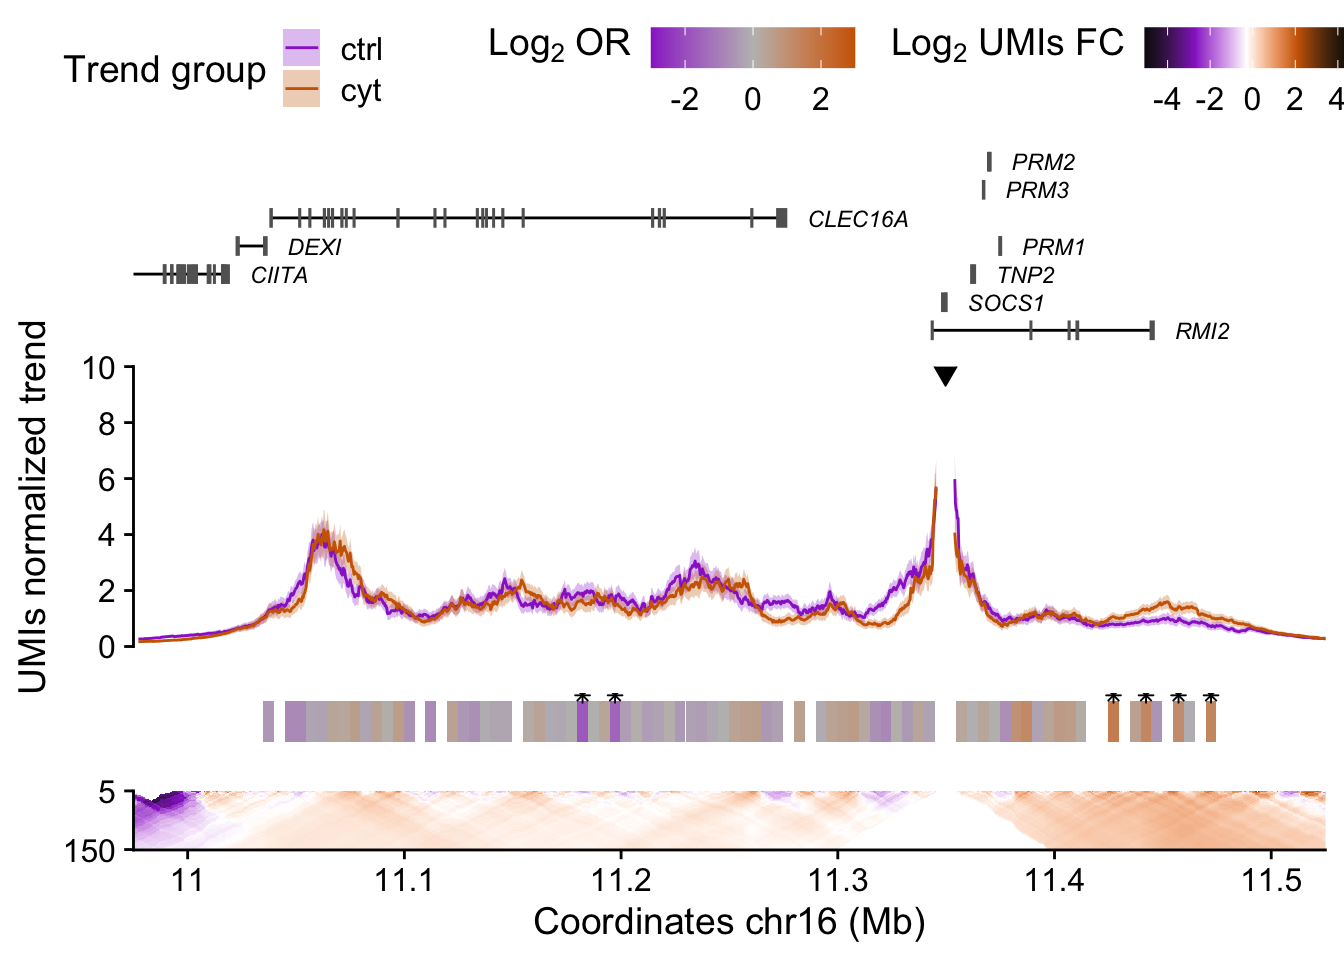 Trend group
ctrl
cyt
Log2 OR
-2 0 2
Log2 UMIs FC
-4 -2 0 2 4
PRM2
PRM3
CLEC16A
DEXI
PRM1
CIITA
TNP2
SOCS1
RMI2
UMIs normalized trend
10
8
6
4
2
0
* * * * * *
5
150
11 11.1 11.2 11.3 11.4 11.5
Coordinates chr16 (Mb)